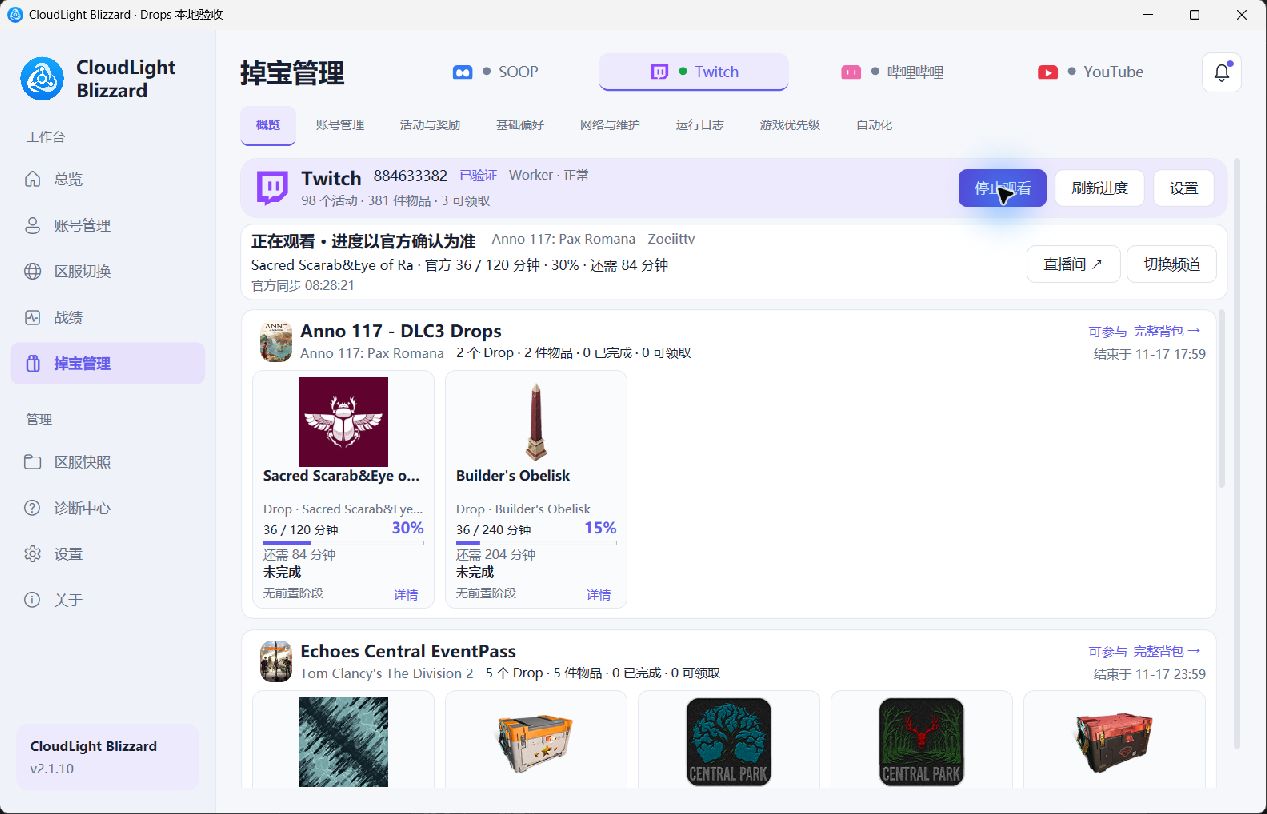 CloudLight Blizzard · Drops 本地验收
CloudLight
Blizzard
工作台
总览
账号管理
区服切换
战绩
掉宝管理
管理
区服快照
诊断中心
设置
关于
CloudLight Blizzard
v2.1.10
掉宝管理
SOOP
Twitch
哔哩哔哩
YouTube
概览 账号管理 活动与奖励 基础偏好 网络与维护 运行日志 游戏优先级 自动化
Twitch 884633382 已验证 Worker · 正常
98 个活动 · 381 件物品 · 3 可领取
停止观看 刷新进度 设置
正在观看 · 进度以官方确认为准 Anno 117: Pax Romana Zoeiitty
Sacred Scarab&Eye of Ra · 官方 36 / 120 分钟 · 30% · 还需 84 分钟
官方同步 08:28:21
直播间 ↗ 切换频道
Anno 117 - DLC3 Drops
可参与 完整背包 →
Anno 117: Pax Romana 2 个 Drop · 2 件物品 · 0 已完成 · 0 可领取
结束于 11-17 17:59
Sacred Scarab&Eye o...
Drop · Sacred Scarab&Eye...
36 / 120 分钟 30%
还需 84 分钟
未完成
无前置阶段 详情
Builder's Obelisk
Drop · Builder's Obelisk
36 / 240 分钟 15%
还需 204 分钟
未完成
无前置阶段 详情
Echoes Central EventPass
可参与 完整背包 →
Tom Clancy's The Division 2 · 5 个 Drop · 5 件物品 · 0 已完成 · 0 可领取
结束于 11-17 23:59
CENTRAL PARK
CENTRAL PARK